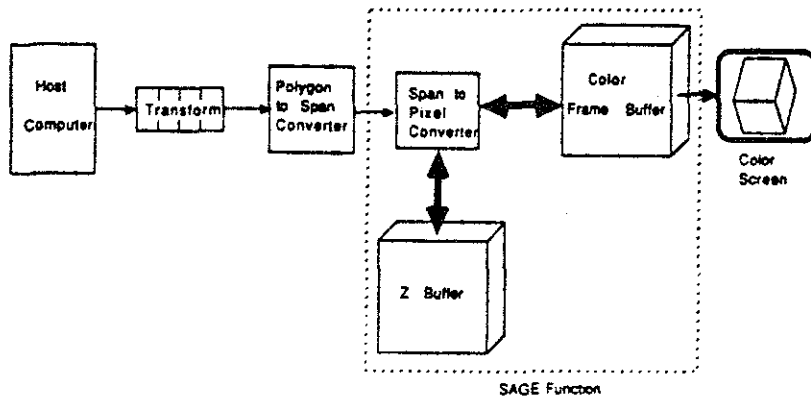 Host
Computer
Transform
Polygon
to Span
Converter
Span to
Pixel
Converter
Color
Frame Buffer
Color
Screen
Z Buffer
SAGE Function